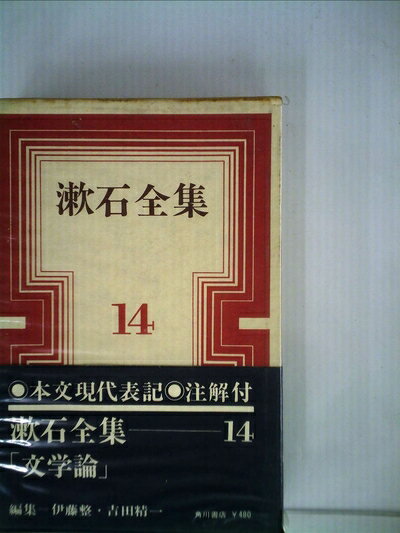 漱石全集
14
◉本文現代表記◉注解付
漱石全集——14
「文学論」
編集 伊藤整・吉田精一
角川書店 ¥480